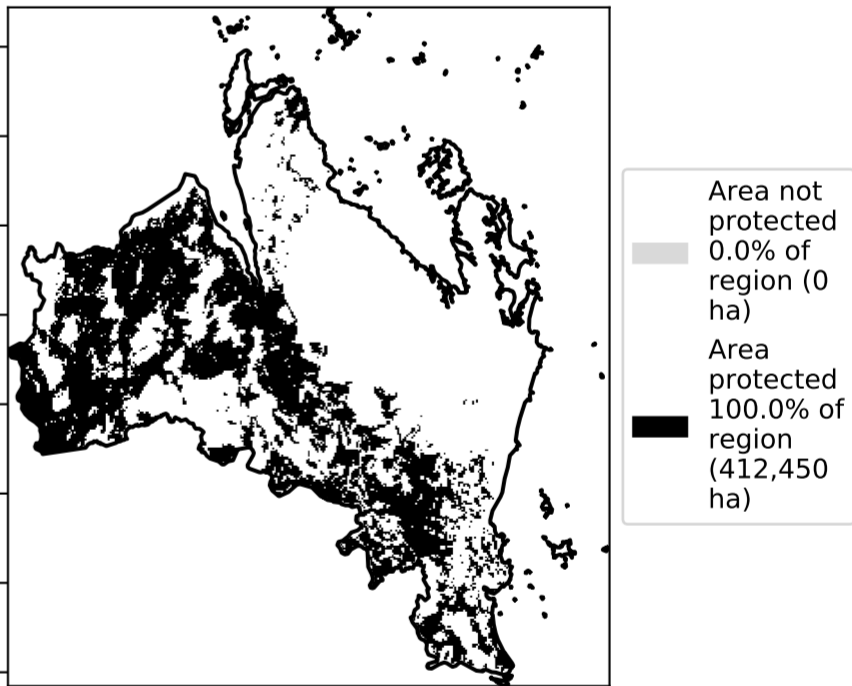 Area not
protected
0.0% of
region (0
ha)
Area
protected
100.0% of
region
(412,450
ha)